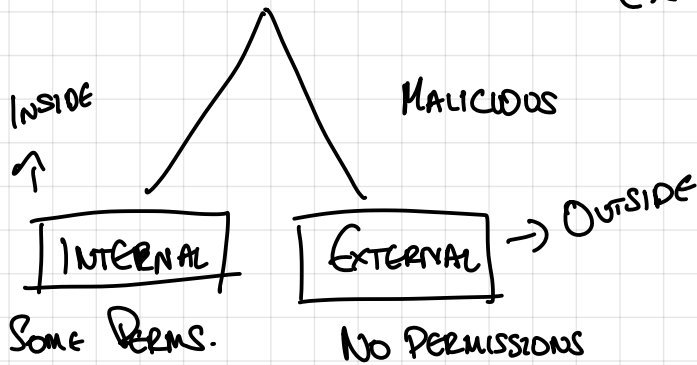 INSIDE
MALICIOUS
OUTSIDE
INTERNAL
EXTERNAL
SOME PERMS.
NO PERMISSIONS